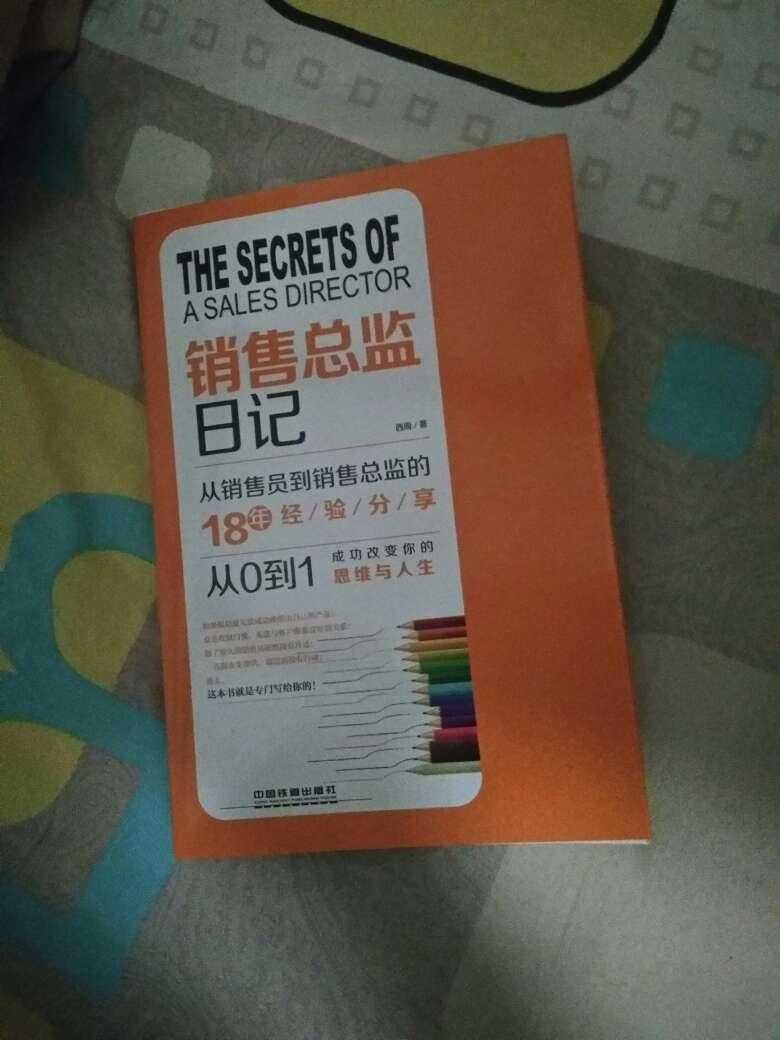 THE SECRETS OF
A SALES DIRECTOR
销售总监
日记
西周/著
从销售员到销售总监的
18年经/验/分/享
从0到1
成功改变你的
思维与人生
这本书就是专门写给你的！
中国铁道出版社